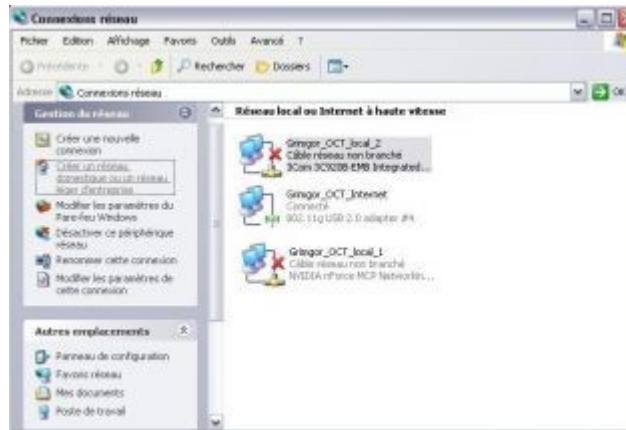 Connexions réseau
Fichier Edition Affichage Favoris Outils Avancé ?
Précédente Rechercher Dossiers
Adresse Connexions réseau OK
Gestion du réseau
Créer une nouvelle
connexion
Créer un réseau
domestique ou un réseau
léger d'entreprise
Modifier les paramètres du
Pare-feu Windows
Désactiver ce périphérique
réseau
Renommer cette connexion
Modifier les paramètres de
cette connexion
Autres emplacements
Panneau de configuration
Favoris réseau
Mes documents
Poste de travail
Réseau local ou Internet à haute vitesse
Gringor_OCT_local_2
Câble réseau non branché
3Com 3C920B-EMB Integrated...
Gringor_OCT_Internet
Connecté
802.11g USB 2.0 adapter #4
Gringor_OCT_local_1
Câble réseau non branché
NVIDIA nForce MCP Networkin...